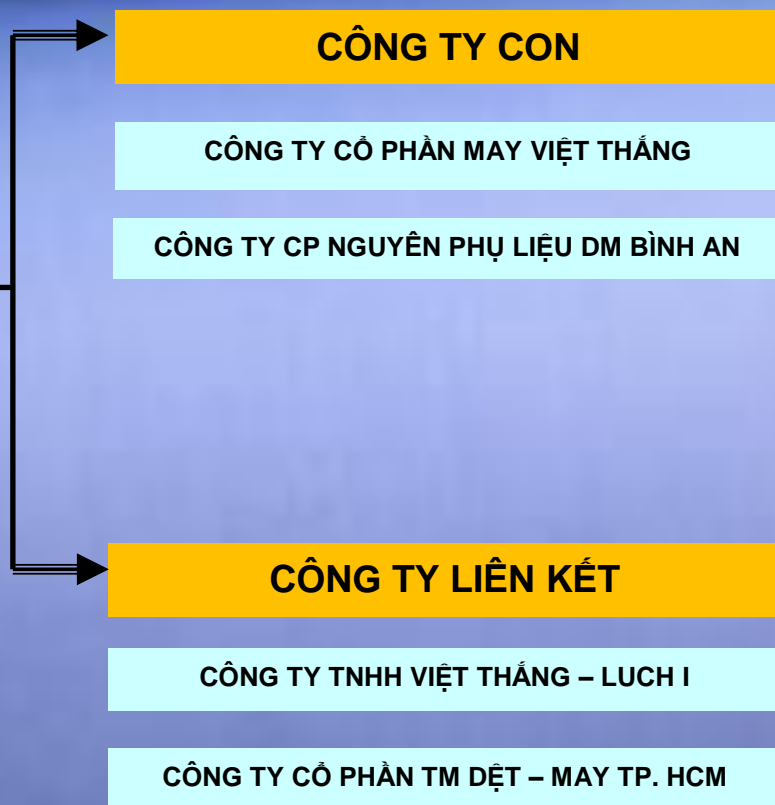 CÔNG TY CON
CÔNG TY CỔ PHẦN MAY VIỆT THẮNG
CÔNG TY CP NGUYÊN PHỤ LIỆU DM BÌNH AN
CÔNG TY LIÊN KẾT
CÔNG TY TNHH VIỆT THẮNG – LUCH I
CÔNG TY CỔ PHẦN TM DỆT – MAY TP. HCM